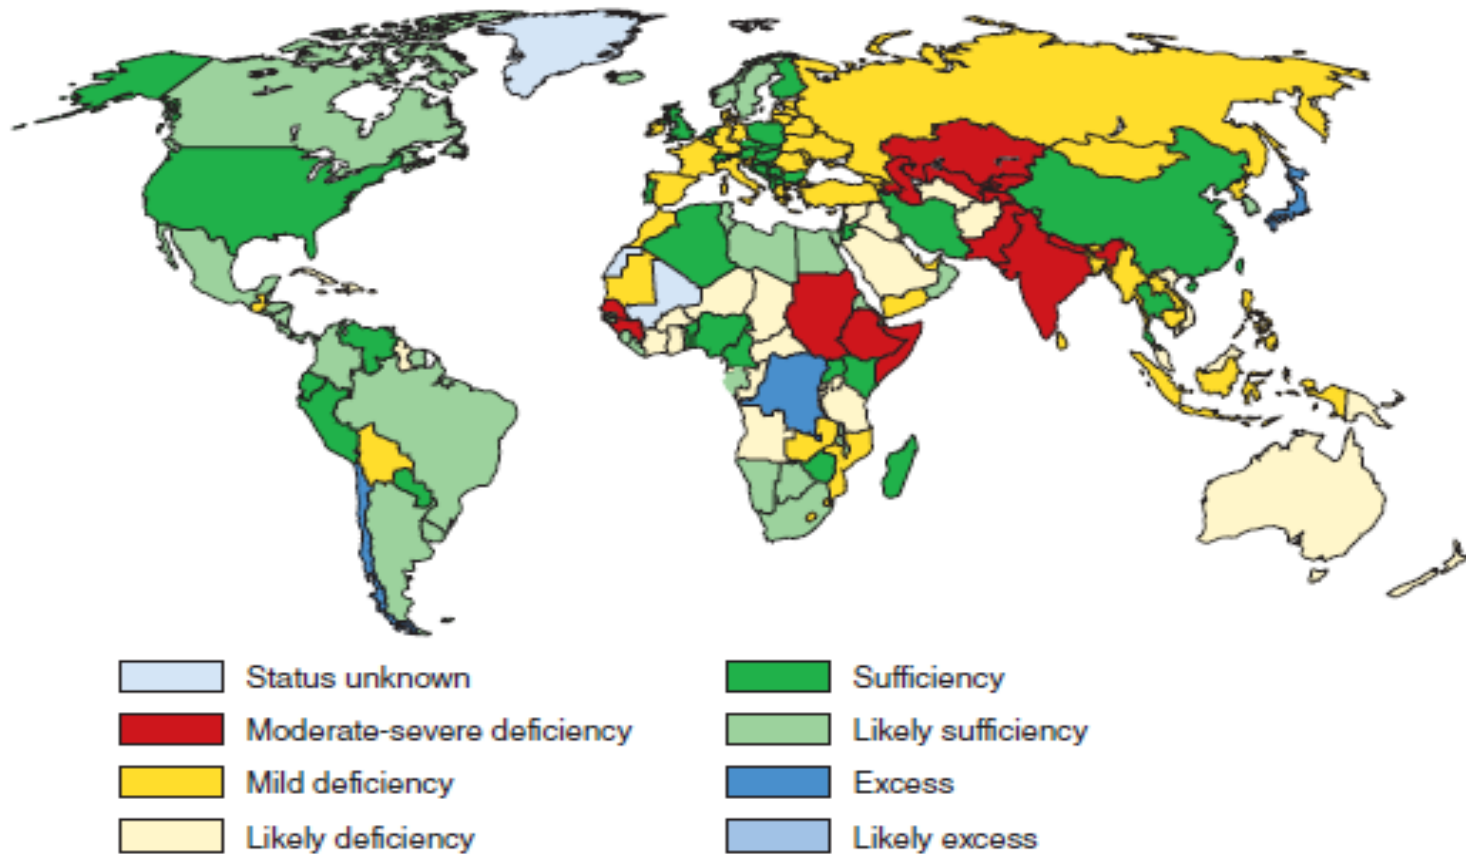 Status unknown
Moderate-severe deficiency
Mild deficiency
Likely deficiency
Sufficiency
Likely sufficiency
Excess
Likely excess